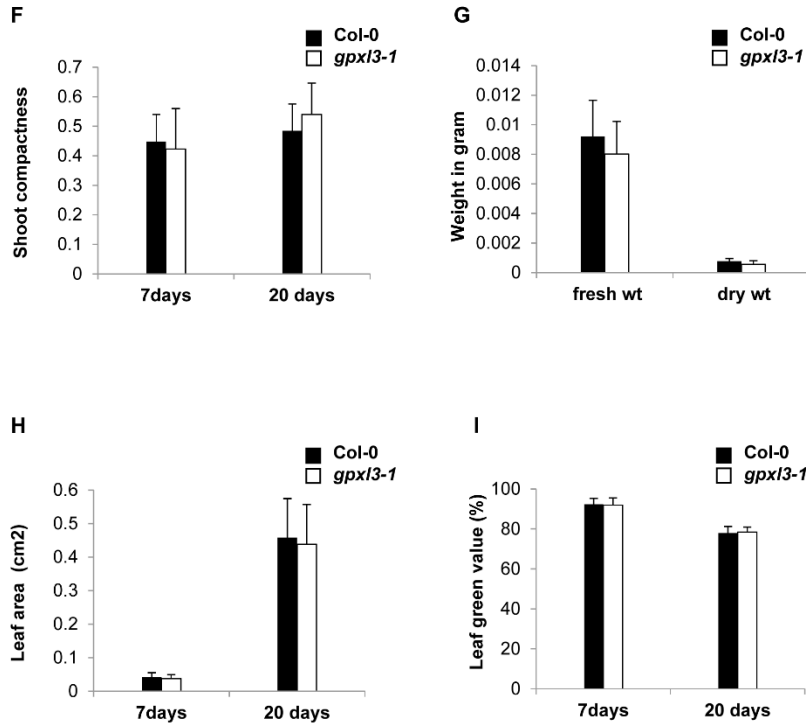 F
Col-0
gpxl3-1
Shoot compactness
0.7
0.6
0.5
0.4
0.3
0.2
0.1
0
7days
20 days
G
Col-0
gpxl3-1
Weight in gram
0.014
0.012
0.01
0.008
0.006
0.004
0.002
0
fresh wt
dry wt
H
Col-0
gpxl3-1
Leaf area (cm2)
0.6
0.5
0.4
0.3
0.2
0.1
0
7days
20 days
I
Col-0
gpxl3-1
Leaf green value (%)
100
80
60
40
20
0
7days
20 days